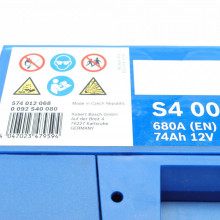 S4 00
680A (EN)
74Ah 12V
574 012 068
0 092 S40 080
Made in Czech Republic
Robert Bosch GmbH
Auf der Breit 4
76227 Karlsruhe
GERMANY
4 047023 479594